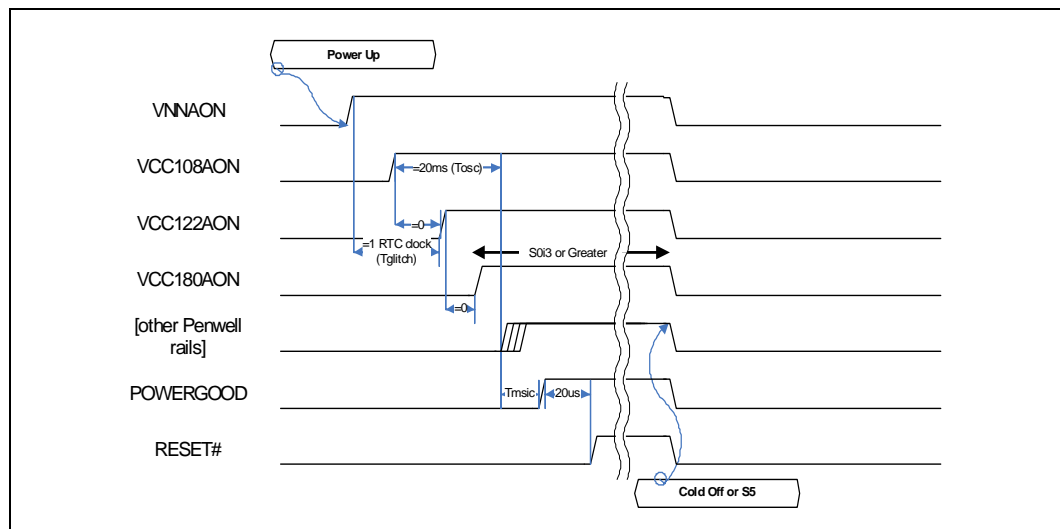 Power Up
VNNAON
VCC108AON
=20ms (Tosc)
=0
VCC122AON
=1 RTC clock
(Tglitch)
S0i3 or Greater
VCC180AON
=0
[other Penwell
rails]
POWERGOOD
Tmsic
20us
RESET#
Cold Off or S5